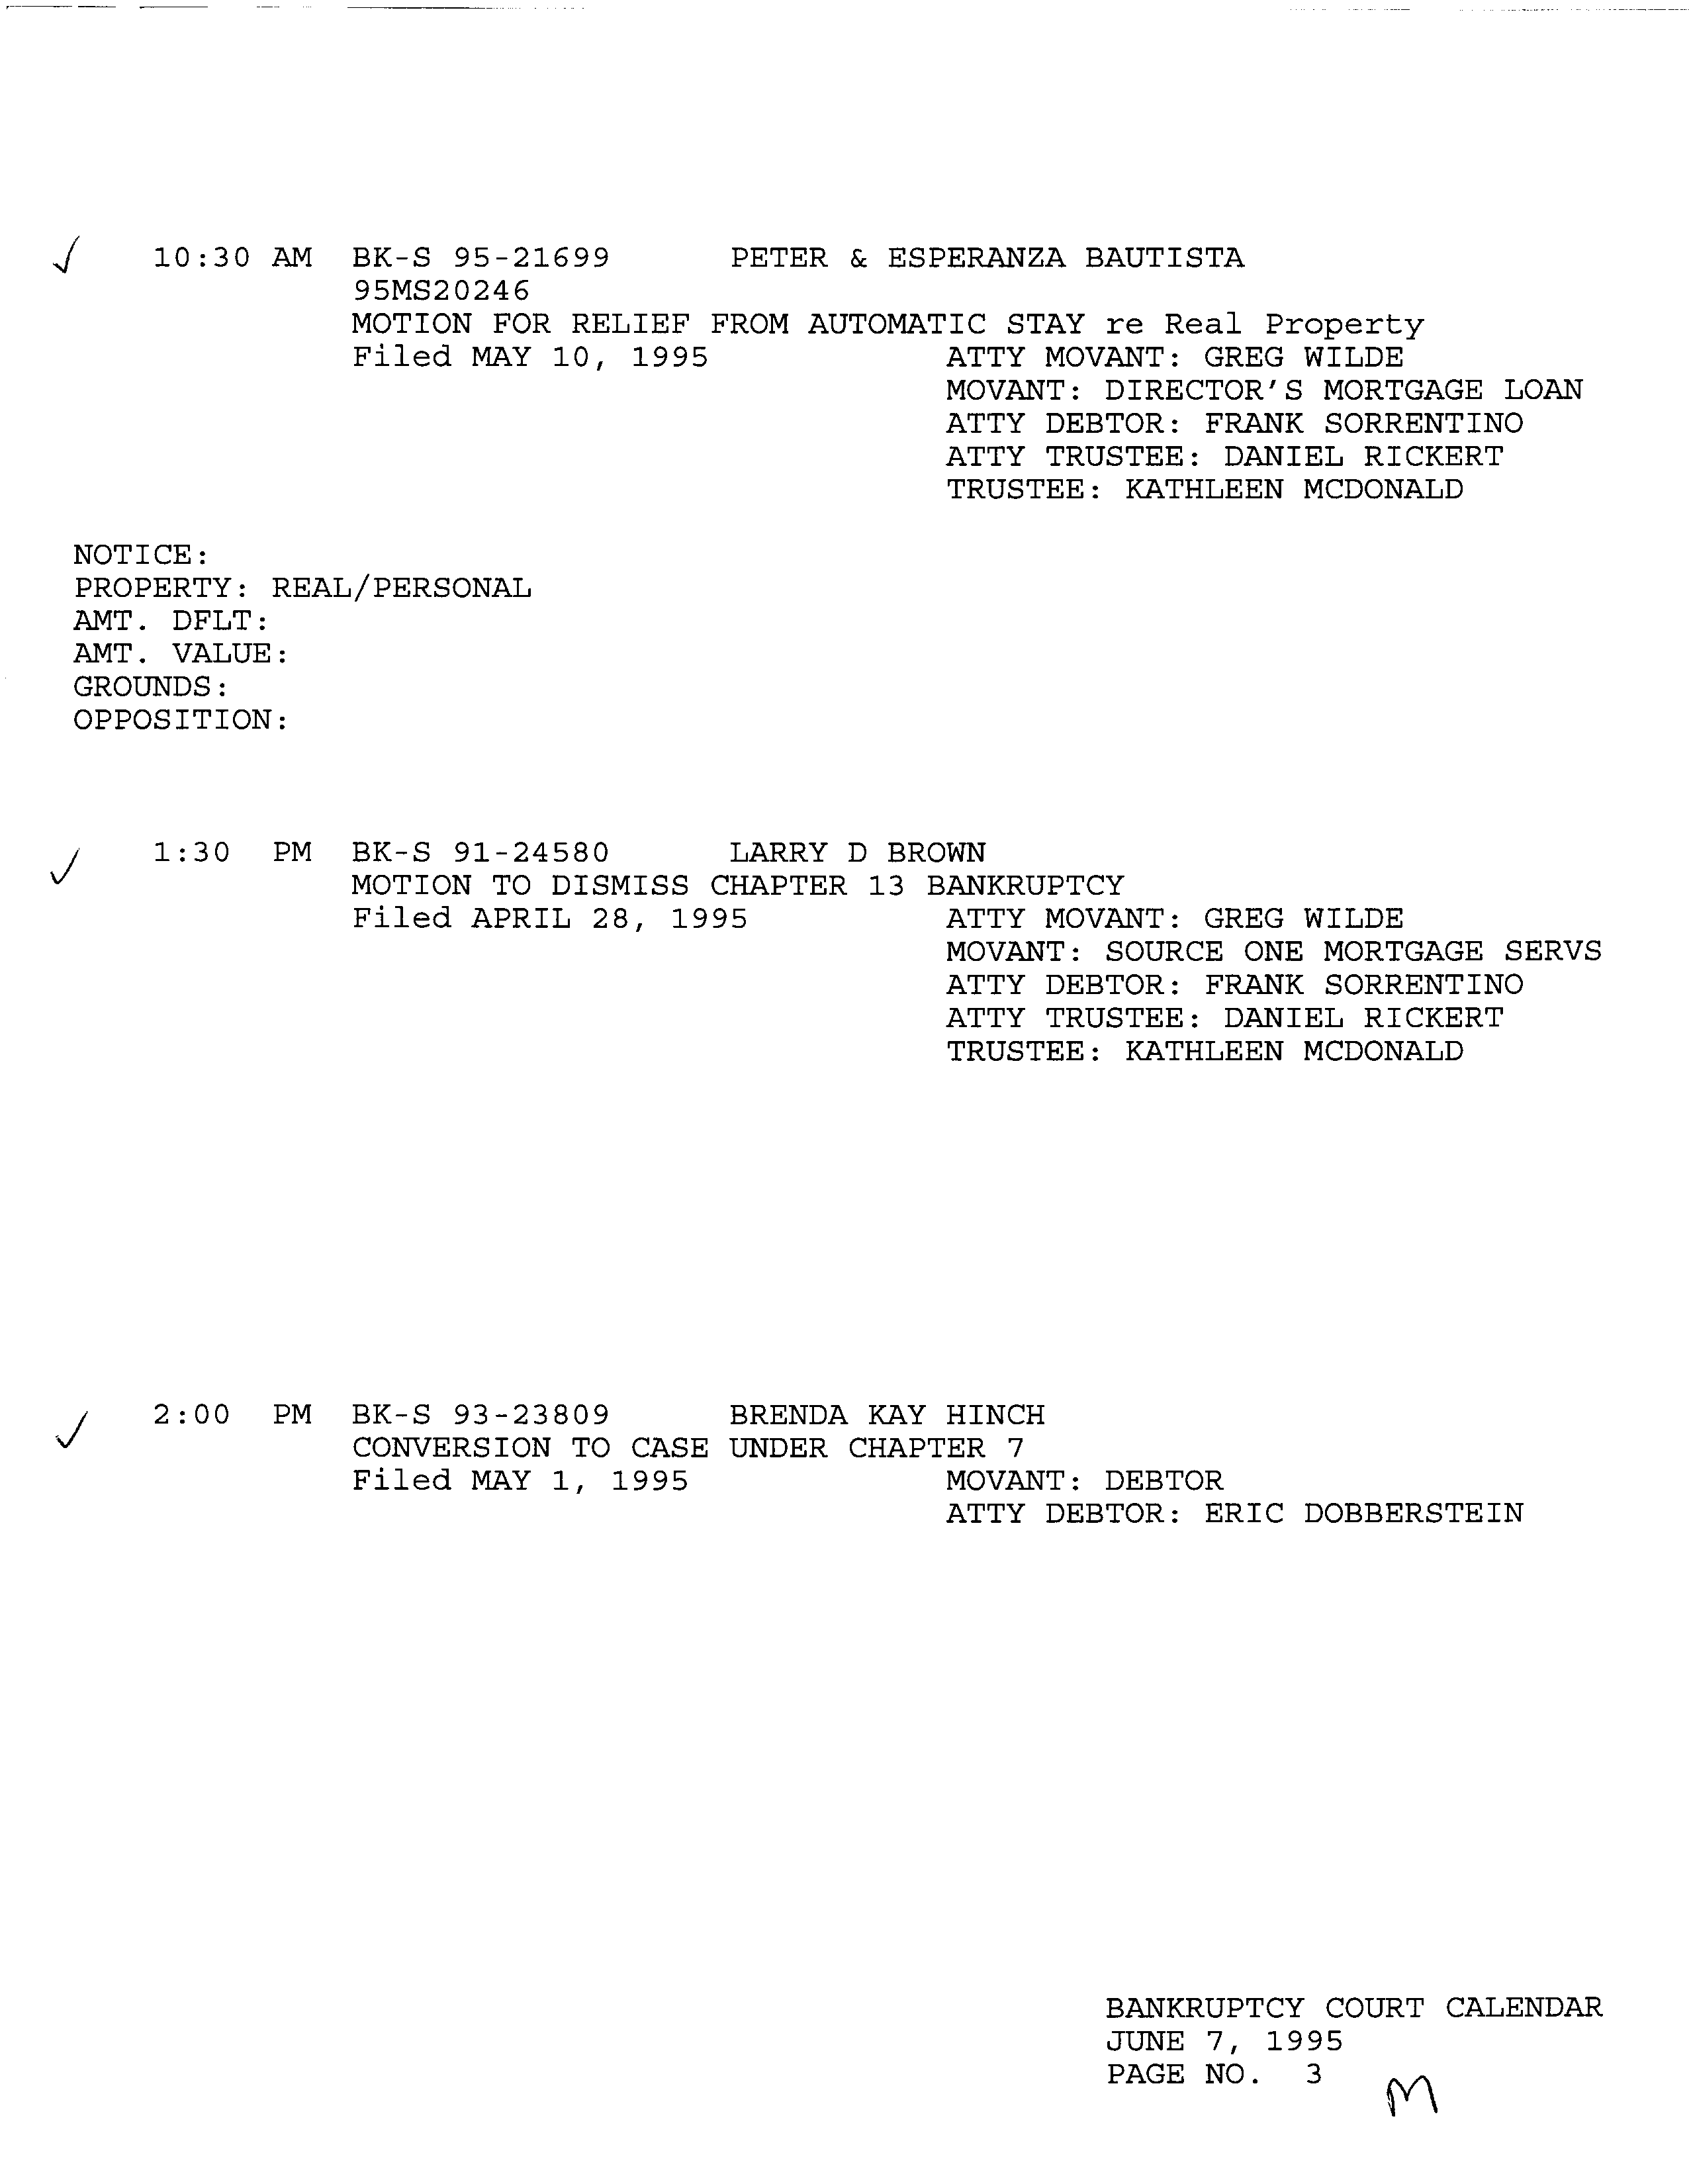 10:30 AM BK-S 95-21699 PETER & ESPERANZA BAUTISTA
95MS20246
MOTION FOR RELIEF FROM AUTOMATIC STAY re Real Property
Filed MAY 10, 1995 ATTY MOVANT: GREG WILDE
MOVANT: DIRECTOR'S MORTGAGE LOAN
ATTY DEBTOR: FRANK SORRENTINO
ATTY TRUSTEE: DANIEL RICKERT
TRUSTEE: KATHLEEN MCDONALD
NOTICE:
PROPERTY: REAL/PERSONAL
AMT. DFLT:
AMT. VALUE:
GROUNDS:
OPPOSITION:
1:30 PM BK-S 91-24580 LARRY D BROWN
MOTION TO DISMISS CHAPTER 13 BANKRUPTCY
Filed APRIL 28, 1995 ATTY MOVANT: GREG WILDE
MOVANT: SOURCE ONE MORTGAGE SERVS
ATTY DEBTOR: FRANK SORRENTINO
ATTY TRUSTEE: DANIEL RICKERT
TRUSTEE: KATHLEEN MCDONALD
2:00 PM BK-S 93-23809 BRENDA KAY HINCH
CONVERSION TO CASE UNDER CHAPTER 7
Filed MAY 1, 1995 MOVANT: DEBTOR
ATTY DEBTOR: ERIC DOBBERSTEIN
BANKRUPTCY COURT CALENDAR
JUNE 7, 1995
PAGE NO. 3
M